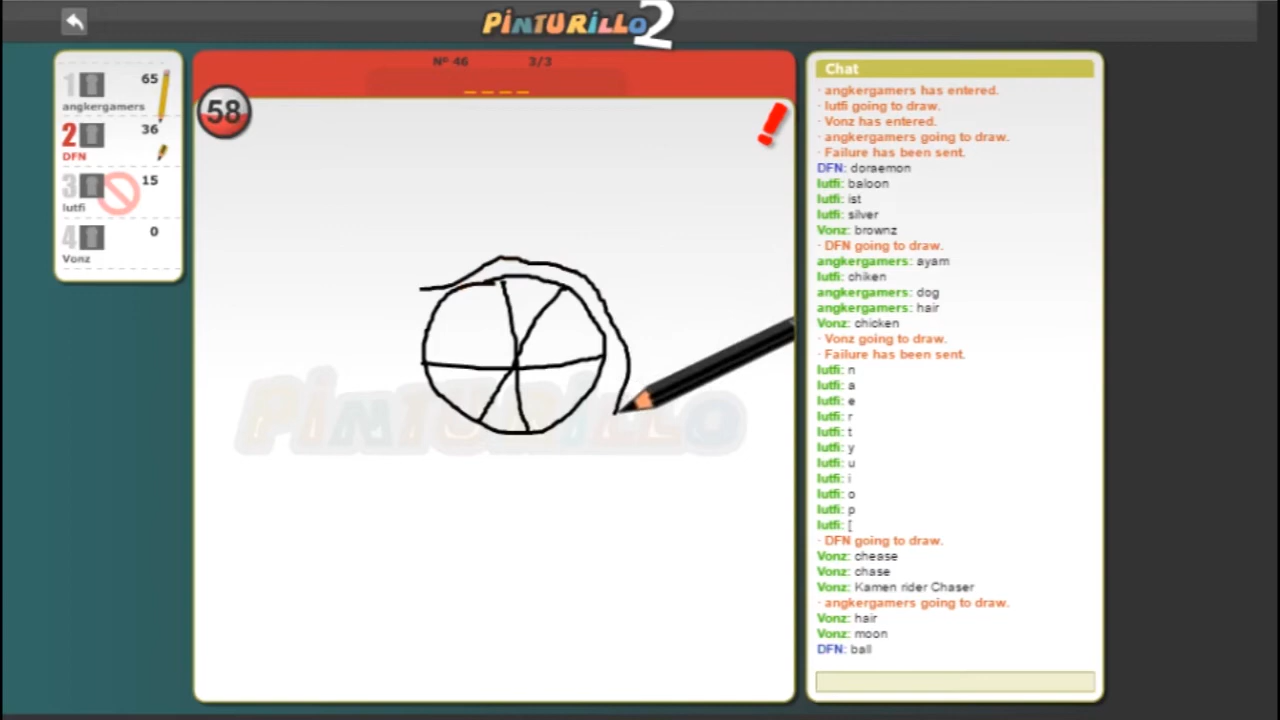 PiNTURiLLO2
Nº 46 3/3
58
1 65
angkergamers
2 36
DFN
3 15
lutfi
4 0
Vonz
PiNTURiLLO
Chat
· angkergamers has entered.
· lutfi going to draw.
· Vonz has entered.
· angkergamers going to draw.
· Failure has been sent.
DFN: doraemon
lutfi: baloon
lutfi: ist
lutfi: silver
Vonz: brownz
· DFN going to draw.
angkergamers: ayam
lutfi: chiken
angkergamers: dog
angkergamers: hair
Vonz: chicken
· Vonz going to draw.
· Failure has been sent.
lutfi: n
lutfi: a
lutfi: e
lutfi: r
lutfi: t
lutfi: y
lutfi: u
lutfi: i
lutfi: o
lutfi: p
lutfi: [
· DFN going to draw.
Vonz: chease
Vonz: chase
Vonz: Kamen rider Chaser
· angkergamers going to draw.
Vonz: hair
Vonz: moon
DFN: ball